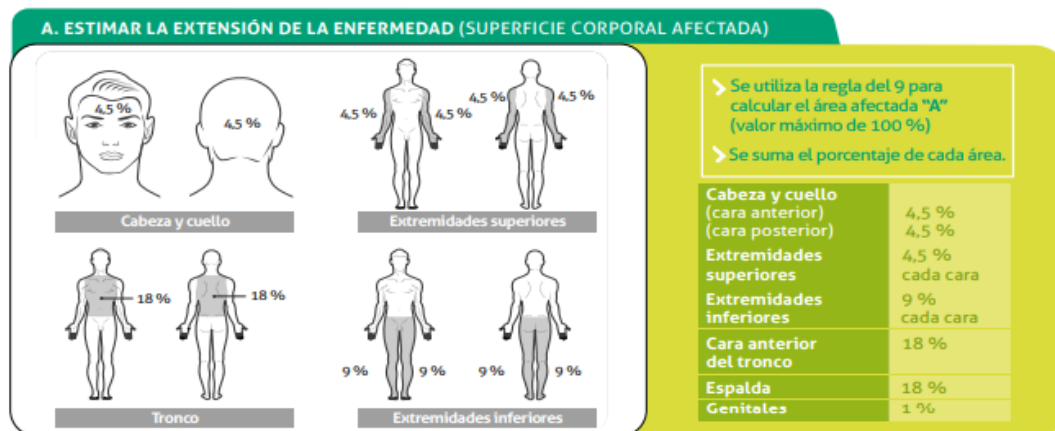 A. ESTIMAR LA EXTENSIÓN DE LA ENFERMEDAD (SUPERFICIE CORPORAL AFECTADA)
4,5 %
4,5 %
Cabeza y cuello
4,5 %
4,5 %
4,5 %
4,5 %
Extremidades superiores
18 %
18 %
Tronco
9 %
9 %
9 %
9 %
Extremidades inferiores
Se utiliza la regla del 9 para
calcular el área afectada "A"
(valor máximo de 100 %)
Se suma el porcentaje de cada área.
Cabeza y cuello
(cara anterior) 4,5 %
(cara posterior) 4,5 %
Extremidades 4,5 %
superiores cada cara
Extremidades 9 %
inferiores cada cara
Cara anterior 18 %
del tronco
Espalda 18 %
Genitales 1 %